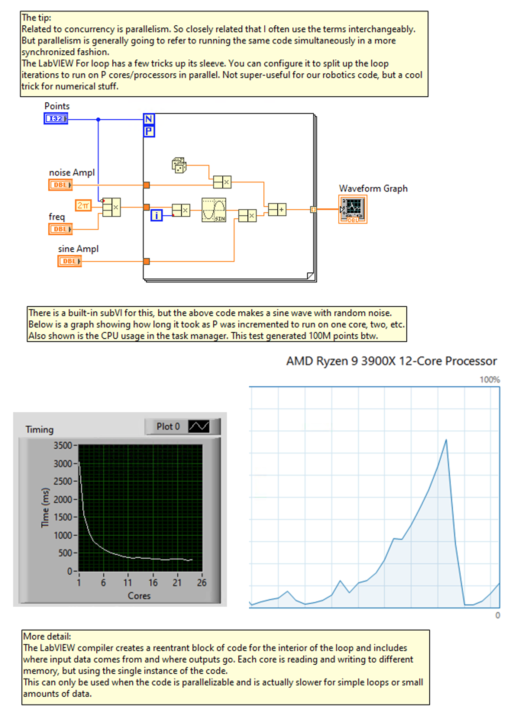 The tip:
Related to concurrency is parallelism. So closely related that I often use the terms interchangeably.
But parallelism is generally going to refer to running the same code simultaneously in a more
synchronized fashion.
The LabVIEW For loop has a few tricks up its sleeve. You can configure it to split up the loop
iterations to run on P cores/processors in parallel. Not super-useful for our robotics code, but a cool
trick for numerical stuff.
Points
I32
N
P
noise Ampl
DBL
Waveform Graph
2π
i
SIN
freq
DBL
sine Ampl
DBL
There is a built-in subVI for this, but the above code makes a sine wave with random noise.
Below is a graph showing how long it took as P was incremented to run on one core, two, etc.
Also shown is the CPU usage in the task manager. This test generated 100M points btw.
AMD Ryzen 9 3900X 12-Core Processor
100%
Timing
Plot 0
3500
3000
2500
2000
1500
1000
500
0
Time (ms)
1 6 11 16 21 26
Cores
0
More detail:
The LabVIEW compiler creates a reentrant block of code for the interior of the loop and includes
where input data comes from and where outputs go. Each core is reading and writing to different
memory, but using the single instance of the code.
This can only be used when the code is parallelizable and is actually slower for simple loops or small
amounts of data.